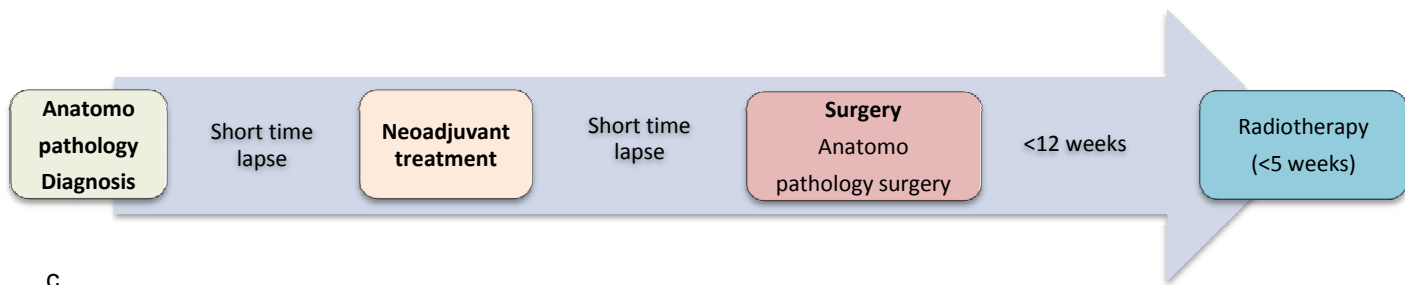 Anatomo
pathology
Diagnosis
Short time
lapse
Neoadjuvant
treatment
Short time
lapse
Surgery
Anatomo
pathology surgery
<12 weeks
Radiotherapy
(<5 weeks)
c